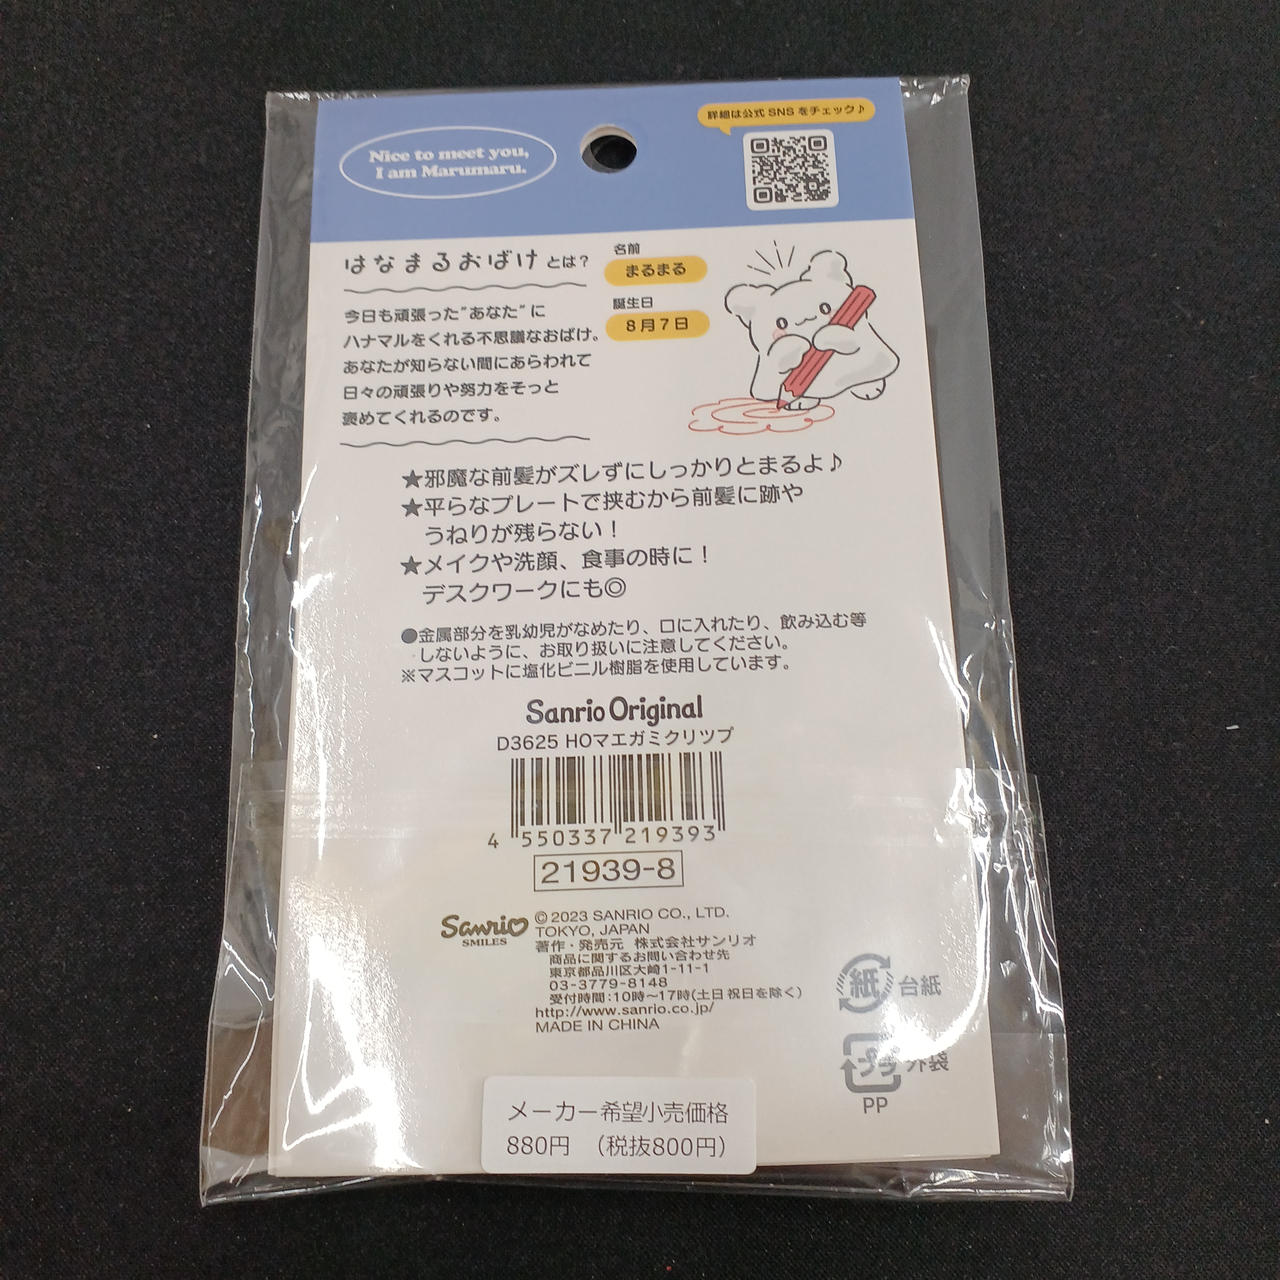 詳細は公式SNSをチェック♪
Nice to meet you,
I am Marumaru.
はなまるおばけ とは？
名前
まるまる
誕生日
8月7日
今日も頑張った"あなた"に
ハナマルをくれる不思議なおばけ。
あなたが知らない間にあらわれて
日々の頑張りや努力をそっと
褒めてくれるのです。
★邪魔な前髪がズレずにしっかりとまるよ♪
★平らなプレートで挟むから前髪に跡や
うねりが残らない！
★メイクや洗顔、食事の時に！
デスクワークにも◎
●金属部分を乳幼児がなめたり、口に入れたり、飲み込む等
しないように、お取り扱いに注意してください。
※マスコットに塩化ビニル樹脂を使用しています。
Sanrio Original
D3625 HOマエガミクリツプ
4 550337 219393
21939-8
Sanrio
SMILES
© 2023 SANRIO CO., LTD.
TOKYO, JAPAN
著作・発売元 株式会社サンリオ
商品に関するお問い合わせ先
東京都品川区大崎1-11-1
03-3779-8148
受付時間：10時〜17時(土日祝日を除く)
http://www.sanrio.co.jp/
MADE IN CHINA
紙 台紙
プラ 外袋
PP
メーカー希望小売価格
880円 （税抜800円）